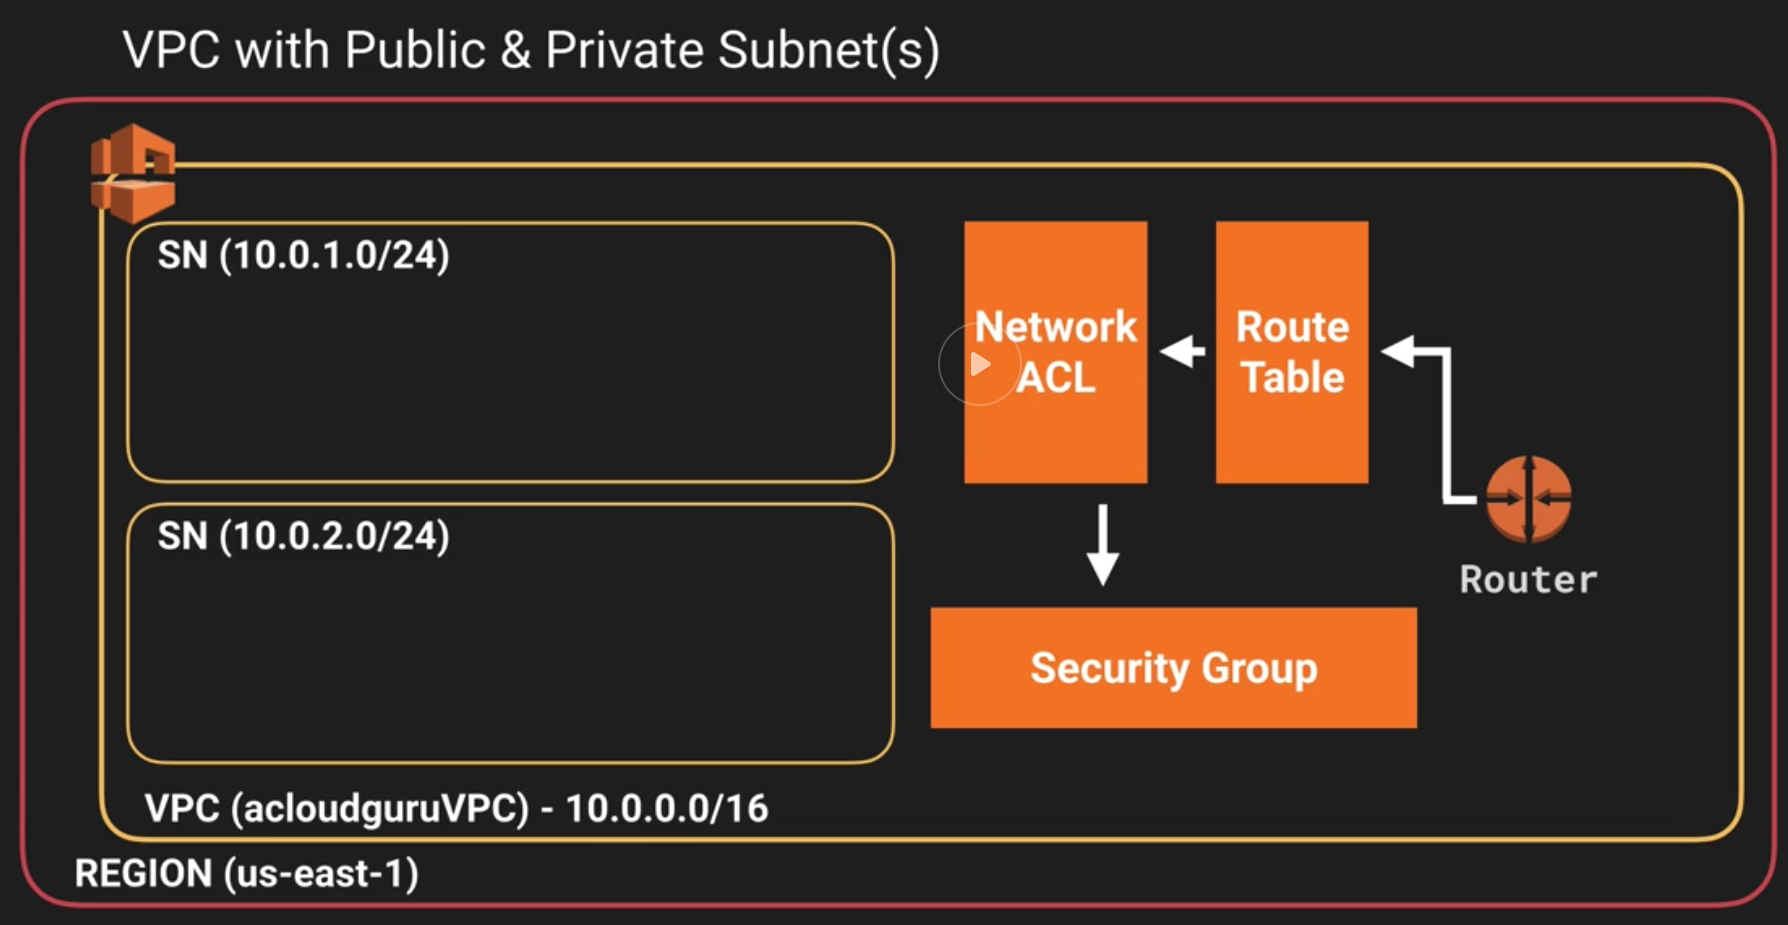 VPC with Public & Private Subnet(s)
SN (10.0.1.0/24)
Network
ACL
Route
Table
SN (10.0.2.0/24)
Router
Security Group
VPC (acloudguruVPC) - 10.0.0.0/16
REGION (us-east-1)